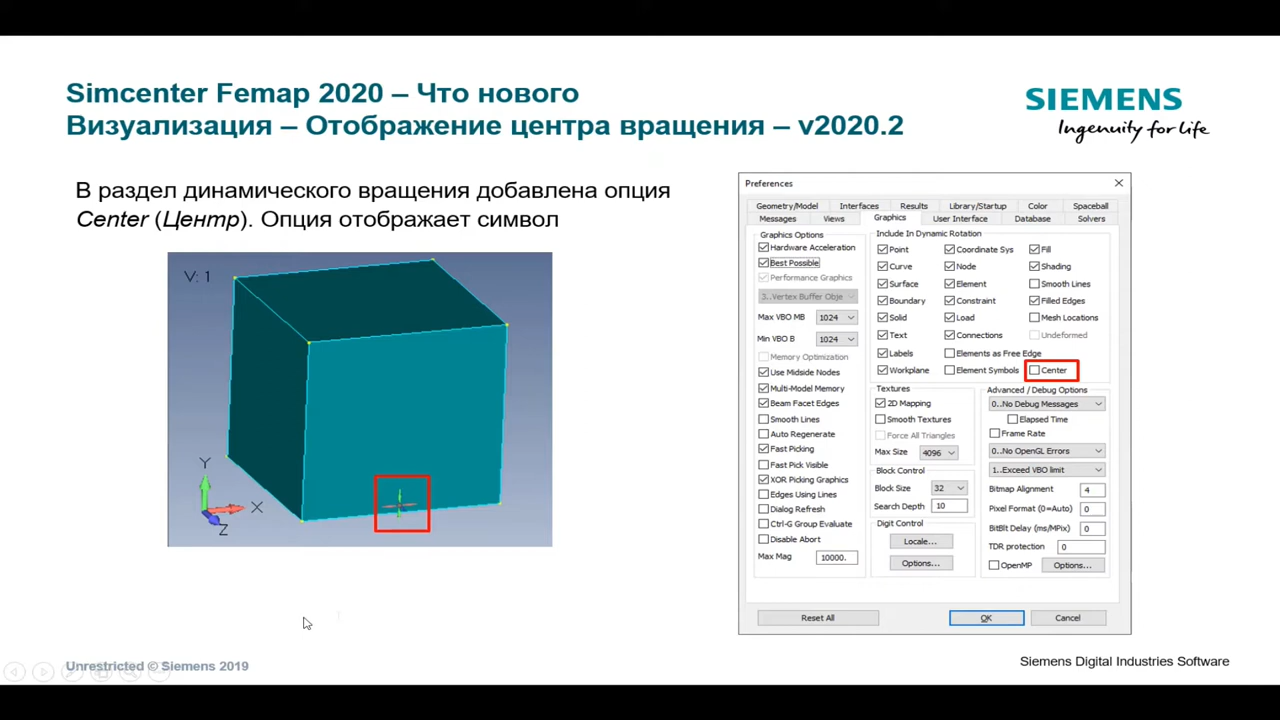 Simcenter Femap 2020 – Что нового
Визуализация – Отображение центра вращения – v2020.2
SIEMENS
Ingenuity for life
В раздел динамического вращения добавлена опция
Center (Центр). Опция отображает символ
V: 1
Y
X
Z
Preferences
Geometry/Model Interfaces Results Library/Startup Color Spaceball
Messages Views Graphics User Interface Database Solvers
Graphics Options
Hardware Acceleration
Best Possible
Performance Graphics
3..Vertex Buffer Obje
Max VBO MB 1024
Min VBO B 1024
Memory Optimization
Use Midside Nodes
Multi-Model Memory
Beam Facet Edges
Smooth Lines
Auto Regenerate
Fast Picking
Fast Pick Visible
XOR Picking Graphics
Edges Using Lines
Dialog Refresh
Ctrl-G Group Evaluate
Disable Abort
Max Mag 10000.
Include In Dynamic Rotation
Point Coordinate Sys Fill
Curve Node Shading
Surface Element Smooth Lines
Boundary Constraint Filled Edges
Solid Load Mesh Locations
Text Connections Undeformed
Labels Elements as Free Edge
Workplane Element Symbols Center
Textures
2D Mapping
Smooth Textures
Force All Triangles
Max Size 4096
Block Control
Block Size 32
Search Depth 10
Digit Control
Locale...
Options...
Advanced / Debug Options
0..No Debug Messages
Elapsed Time
Frame Rate
0..No OpenGL Errors
1..Exceed VBO limit
Bitmap Alignment 4
Pixel Format (0=Auto) 0
BitBlt Delay (ms/MPix) 0
TDR protection 0
OpenMP Options...
Reset All OK Cancel
Unrestricted © Siemens 2019
Siemens Digital Industries Software